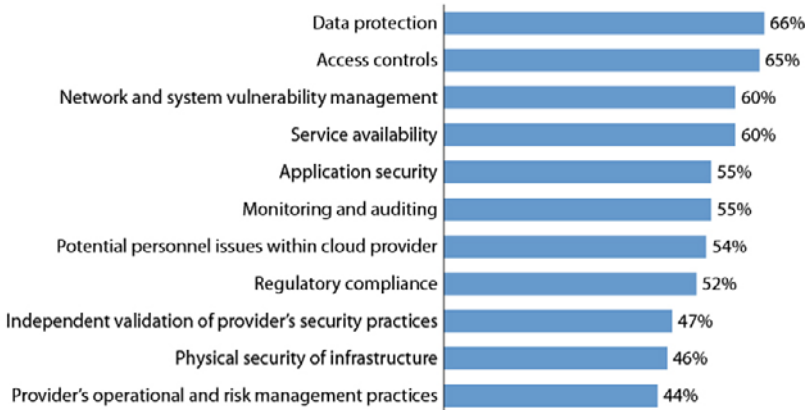 Data protection 66%
Access controls 65%
Network and system vulnerability management 60%
Service availability 60%
Application security 55%
Monitoring and auditing 55%
Potential personnel issues within cloud provider 54%
Regulatory compliance 52%
Independent validation of provider's security practices 47%
Physical security of infrastructure 46%
Provider's operational and risk management practices 44%